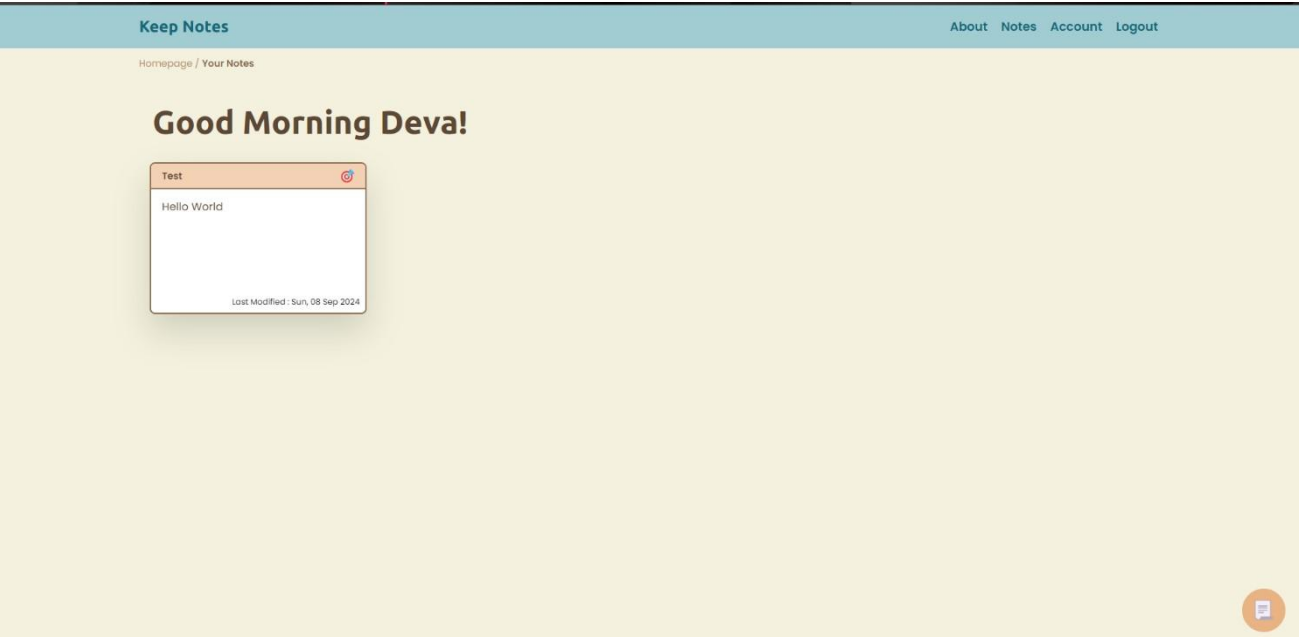 Keep Notes
About Notes Account Logout
Homepage / Your Notes
Good Morning Deva!
Test
Hello World
Last Modified : Sun, 08 Sep 2024